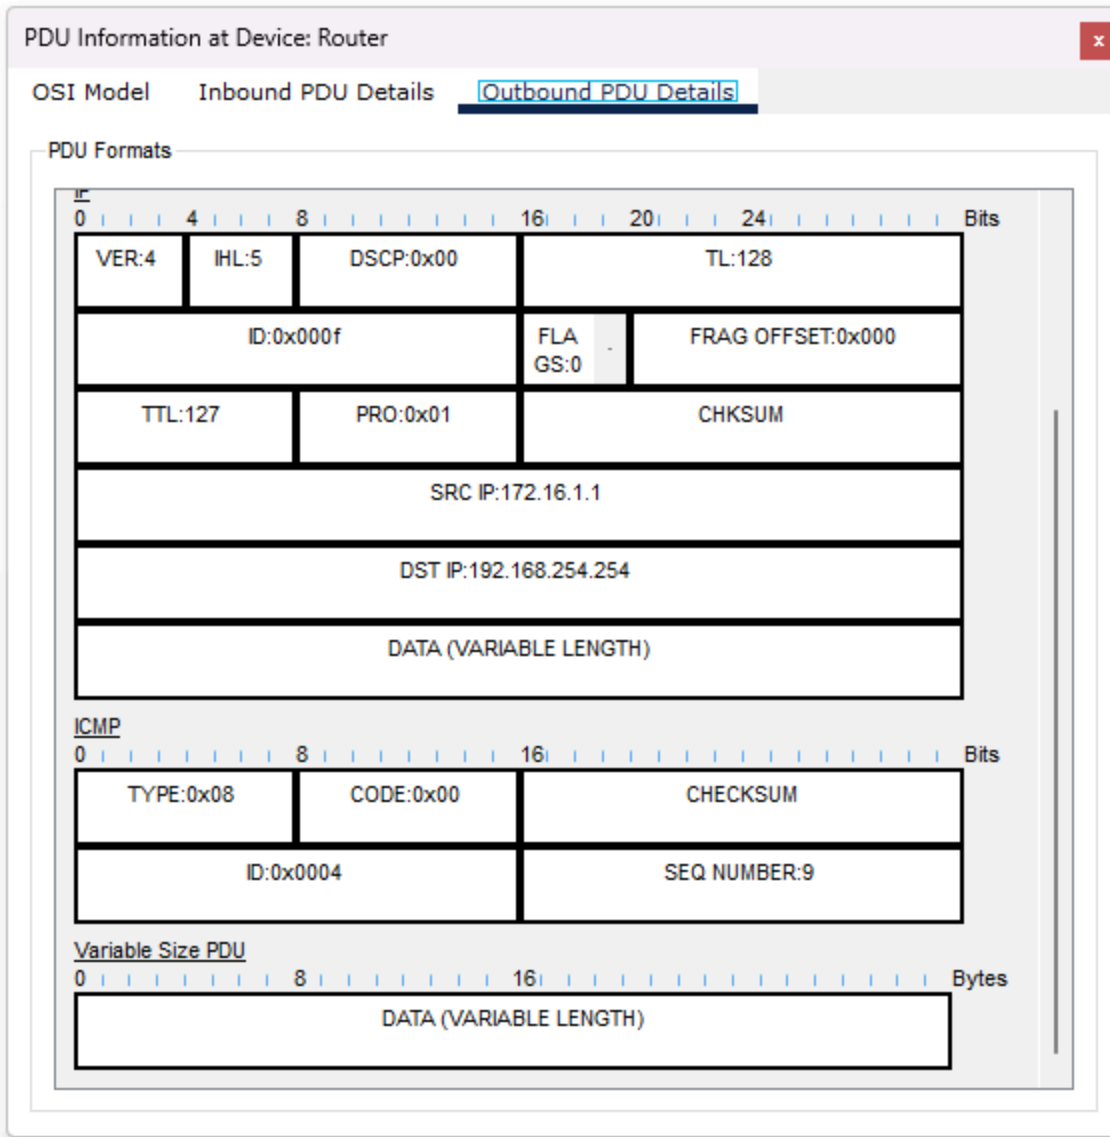 PDU Information at Device: Router
x
OSI Model Inbound PDU Details Outbound PDU Details
PDU Formats
IP
0 4 8 16 20 24 Bits
VER:4 IHL:5 DSCP:0x00 TL:128
ID:0x000f FLA FRAG OFFSET:0x000
GS:0
TTL:127 PRO:0x01 CHKSUM
SRC IP:172.16.1.1
DST IP:192.168.254.254
DATA (VARIABLE LENGTH)
ICMP
0 8 16 Bits
TYPE:0x08 CODE:0x00 CHECKSUM
ID:0x0004 SEQ NUMBER:9
Variable Size PDU
0 8 16 Bytes
DATA (VARIABLE LENGTH)